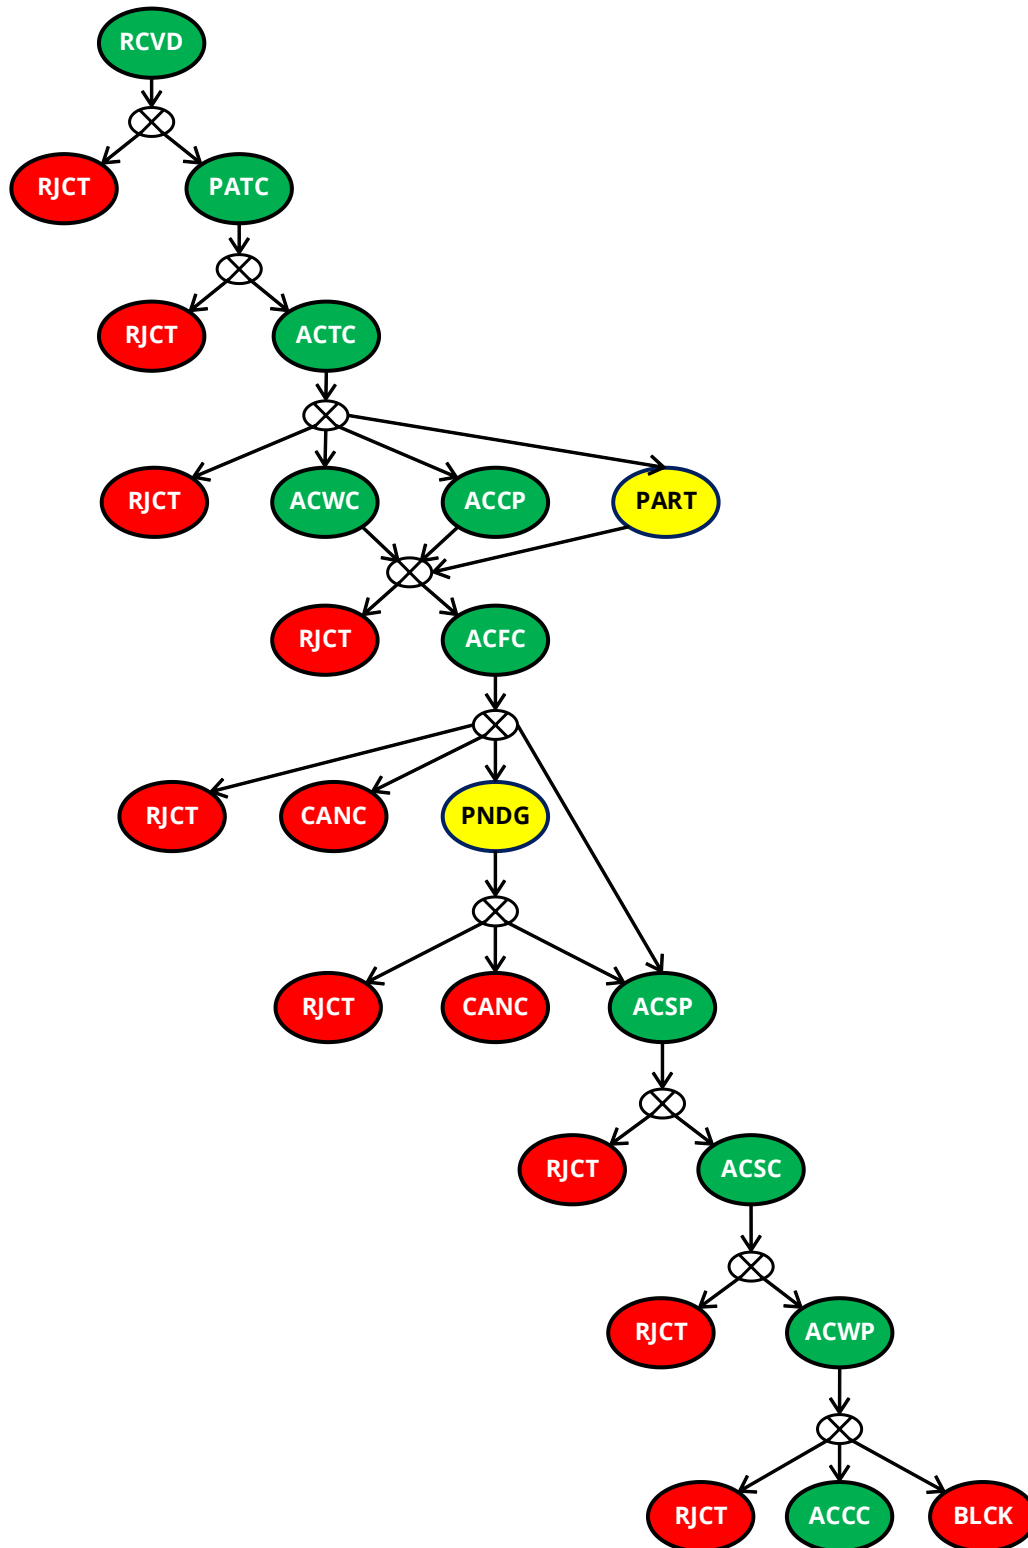 RCVD
RJCT
PATC
RJCT
ACTC
RJCT
ACWC
ACCP
PART
RJCT
ACFC
RJCT
CANC
PNDG
RJCT
CANC
ACSP
RJCT
ACSC
RJCT
ACWP
RJCT
ACCC
BLCK